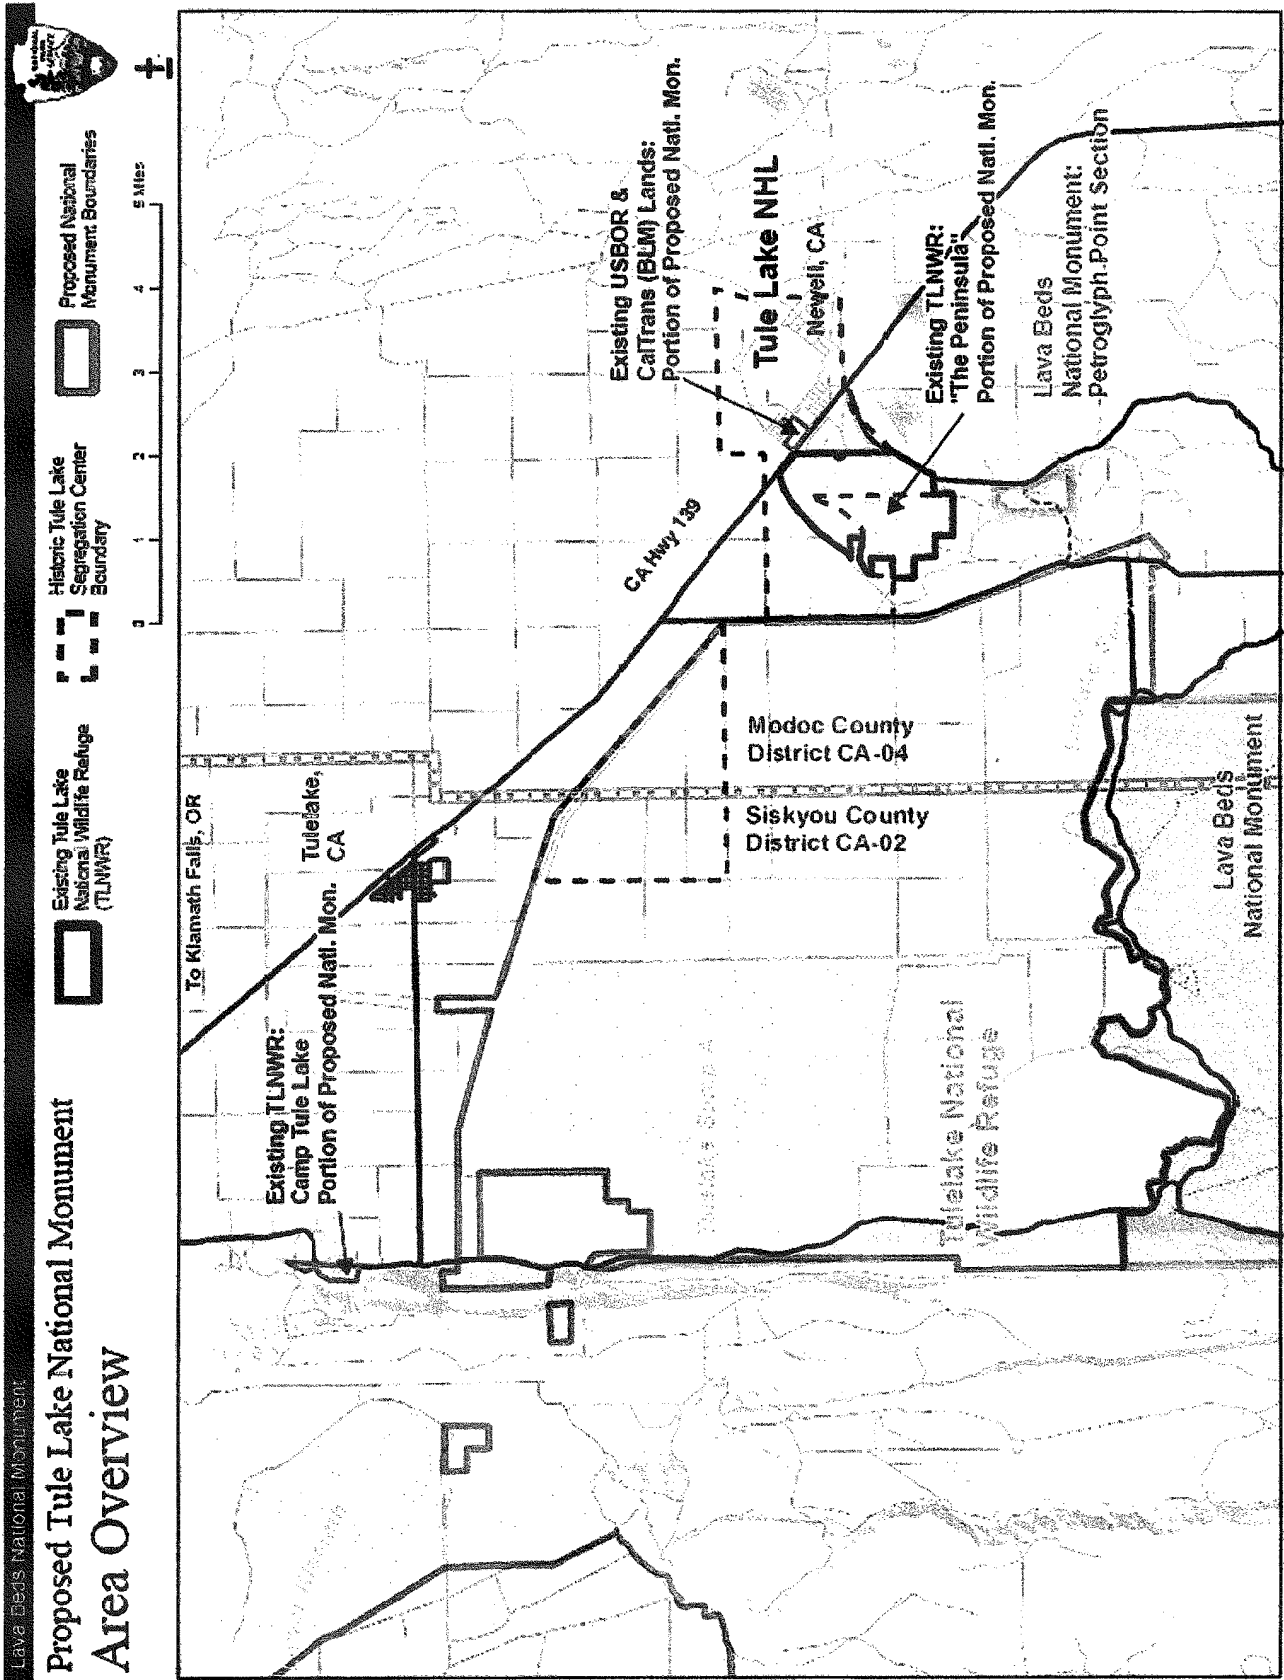 Lava Beds National Monument
Proposed Tule Lake National Monument
Area Overview
Existing Tule Lake
National Wildlife Refuge
(TLNWR)
Historic Tule Lake
Segregation Center
Boundary
Proposed National
Monument Boundaries
0 1 2 3 4 5 Miles
To Klamath Falls, OR
Existing TLNWR:
Camp Tule Lake
Portion of Proposed Natl. Mon.
Tulelake,
CA
CA Hwy 139
Existing USBOR &
CalTrans (BLM) Lands:
Portion of Proposed Natl. Mon.
Tule Lake NHL
Newell, CA
Modoc County
District CA-04
Siskyou County
District CA-02
Existing TLNWR:
"The Peninsula"
Portion of Proposed Natl. Mon.
Lava Beds
National Monument:
Petroglyph Point Section
Tulelake National
Wildlife Refuge
Lava Beds
National Monument